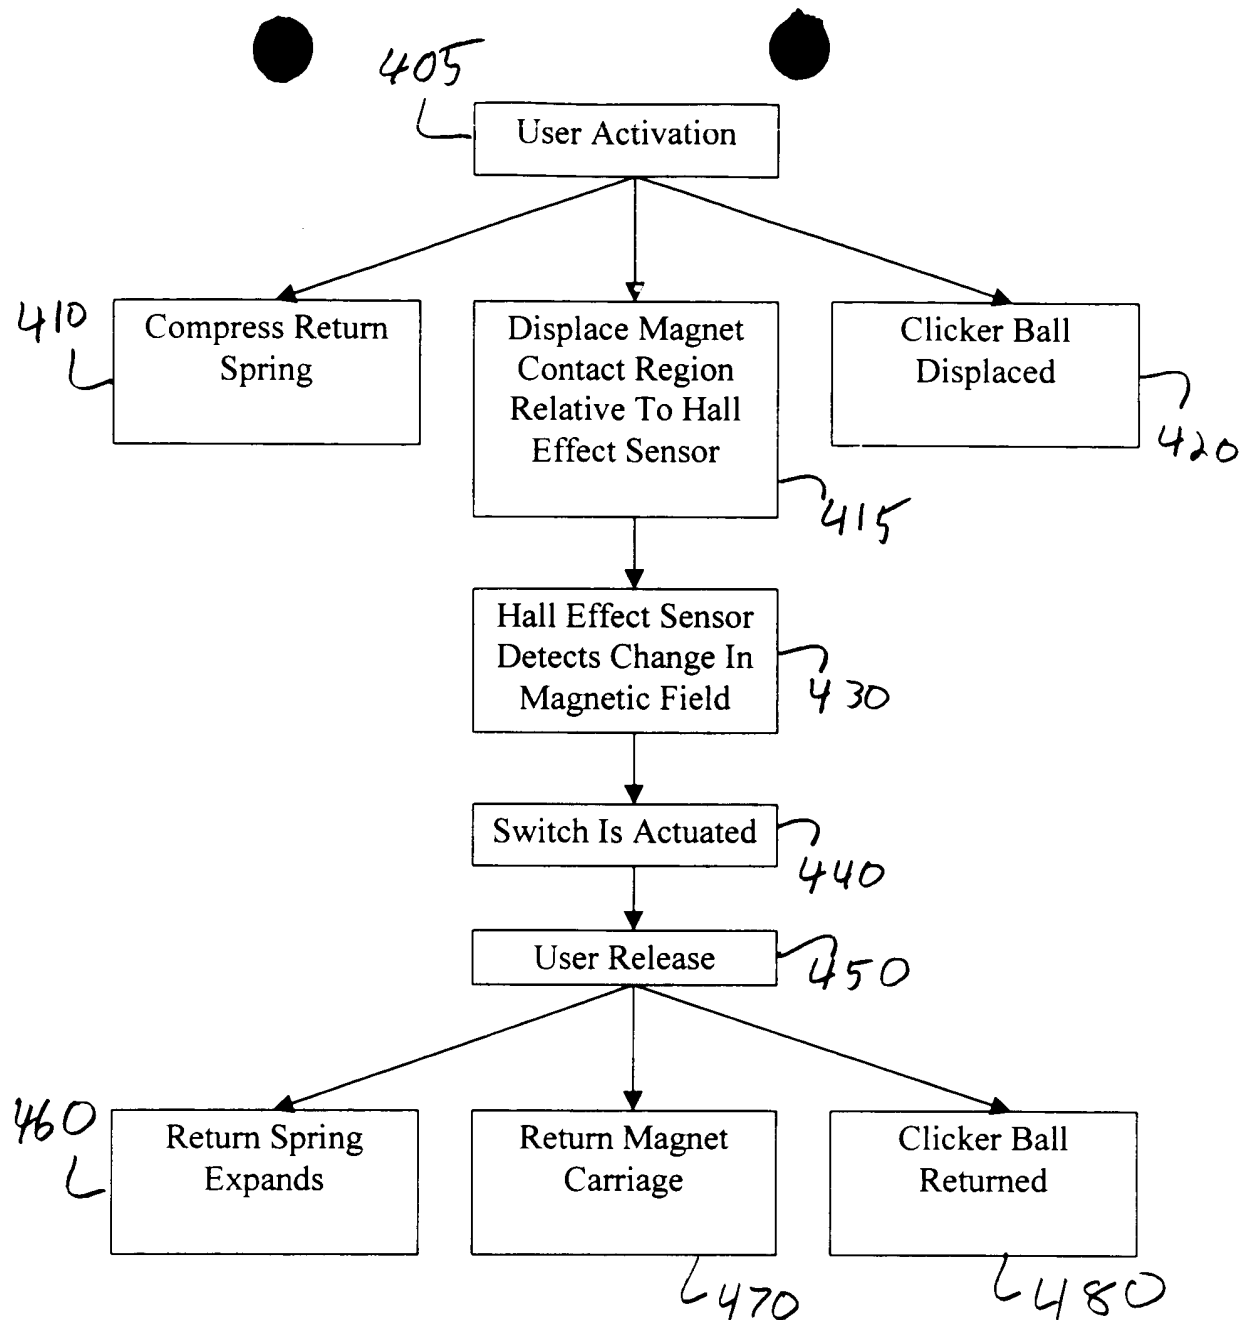 405
User Activation
410
Compress Return
Spring
Displace Magnet
Contact Region
Relative To Hall
Effect Sensor
415
Clicker Ball
Displaced
420
Hall Effect Sensor
Detects Change In
Magnetic Field
430
Switch Is Actuated
440
User Release
450
460
Return Spring
Expands
Return Magnet
Carriage
470
Clicker Ball
Returned
480